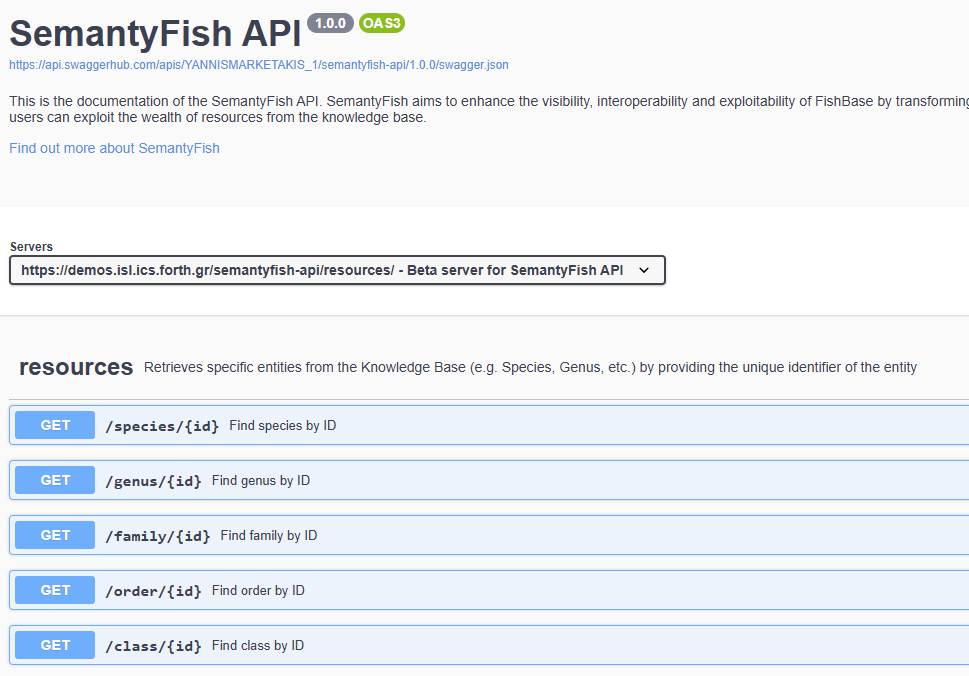 SemantyFish API 1.0.0 OAS3
https://api.swaggerhub.com/apis/YANNISMARKETAKIS_1/semantyfish-api/1.0.0/swagger.json
This is the documentation of the SemantyFish API. SemantyFish aims to enhance the visibility, interoperability and exploitability of FishBase by transforming
users can exploit the wealth of resources from the knowledge base.
Find out more about SemantyFish
Servers
https://demos.isl.ics.forth.gr/semantyfish-api/resources/ - Beta server for SemantyFish API
resources Retrieves specific entities from the Knowledge Base (e.g. Species, Genus, etc.) by providing the unique identifier of the entity
GET /species/{id} Find species by ID
GET /genus/{id} Find genus by ID
GET /family/{id} Find family by ID
GET /order/{id} Find order by ID
GET /class/{id} Find class by ID